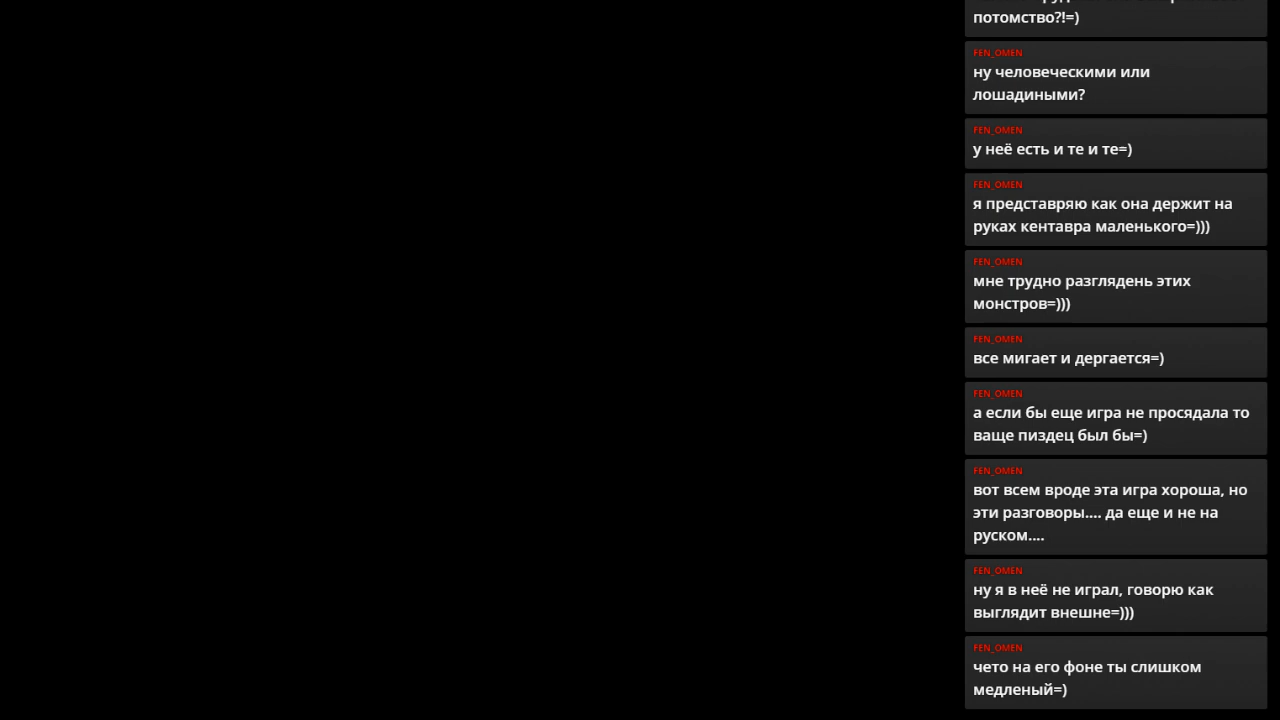 потомство?!=)
FEN_OMEN
ну человеческими или
лошадиными?
FEN_OMEN
у неё есть и те и те=)
FEN_OMEN
я представряю как она держит на
руках кентавра маленького=)))
FEN_OMEN
мне трудно разглядень этих
монстров=)))
FEN_OMEN
все мигает и дергается=)
FEN_OMEN
а если бы еще игра не просядала то
ваще пиздец был бы=)
FEN_OMEN
вот всем вроде эта игра хороша, но
эти разговоры.... да еще и не на
руском....
FEN_OMEN
ну я в неё не играл, говорю как
выглядит внешне=)))
FEN_OMEN
чето на его фоне ты слишком
медленый=)